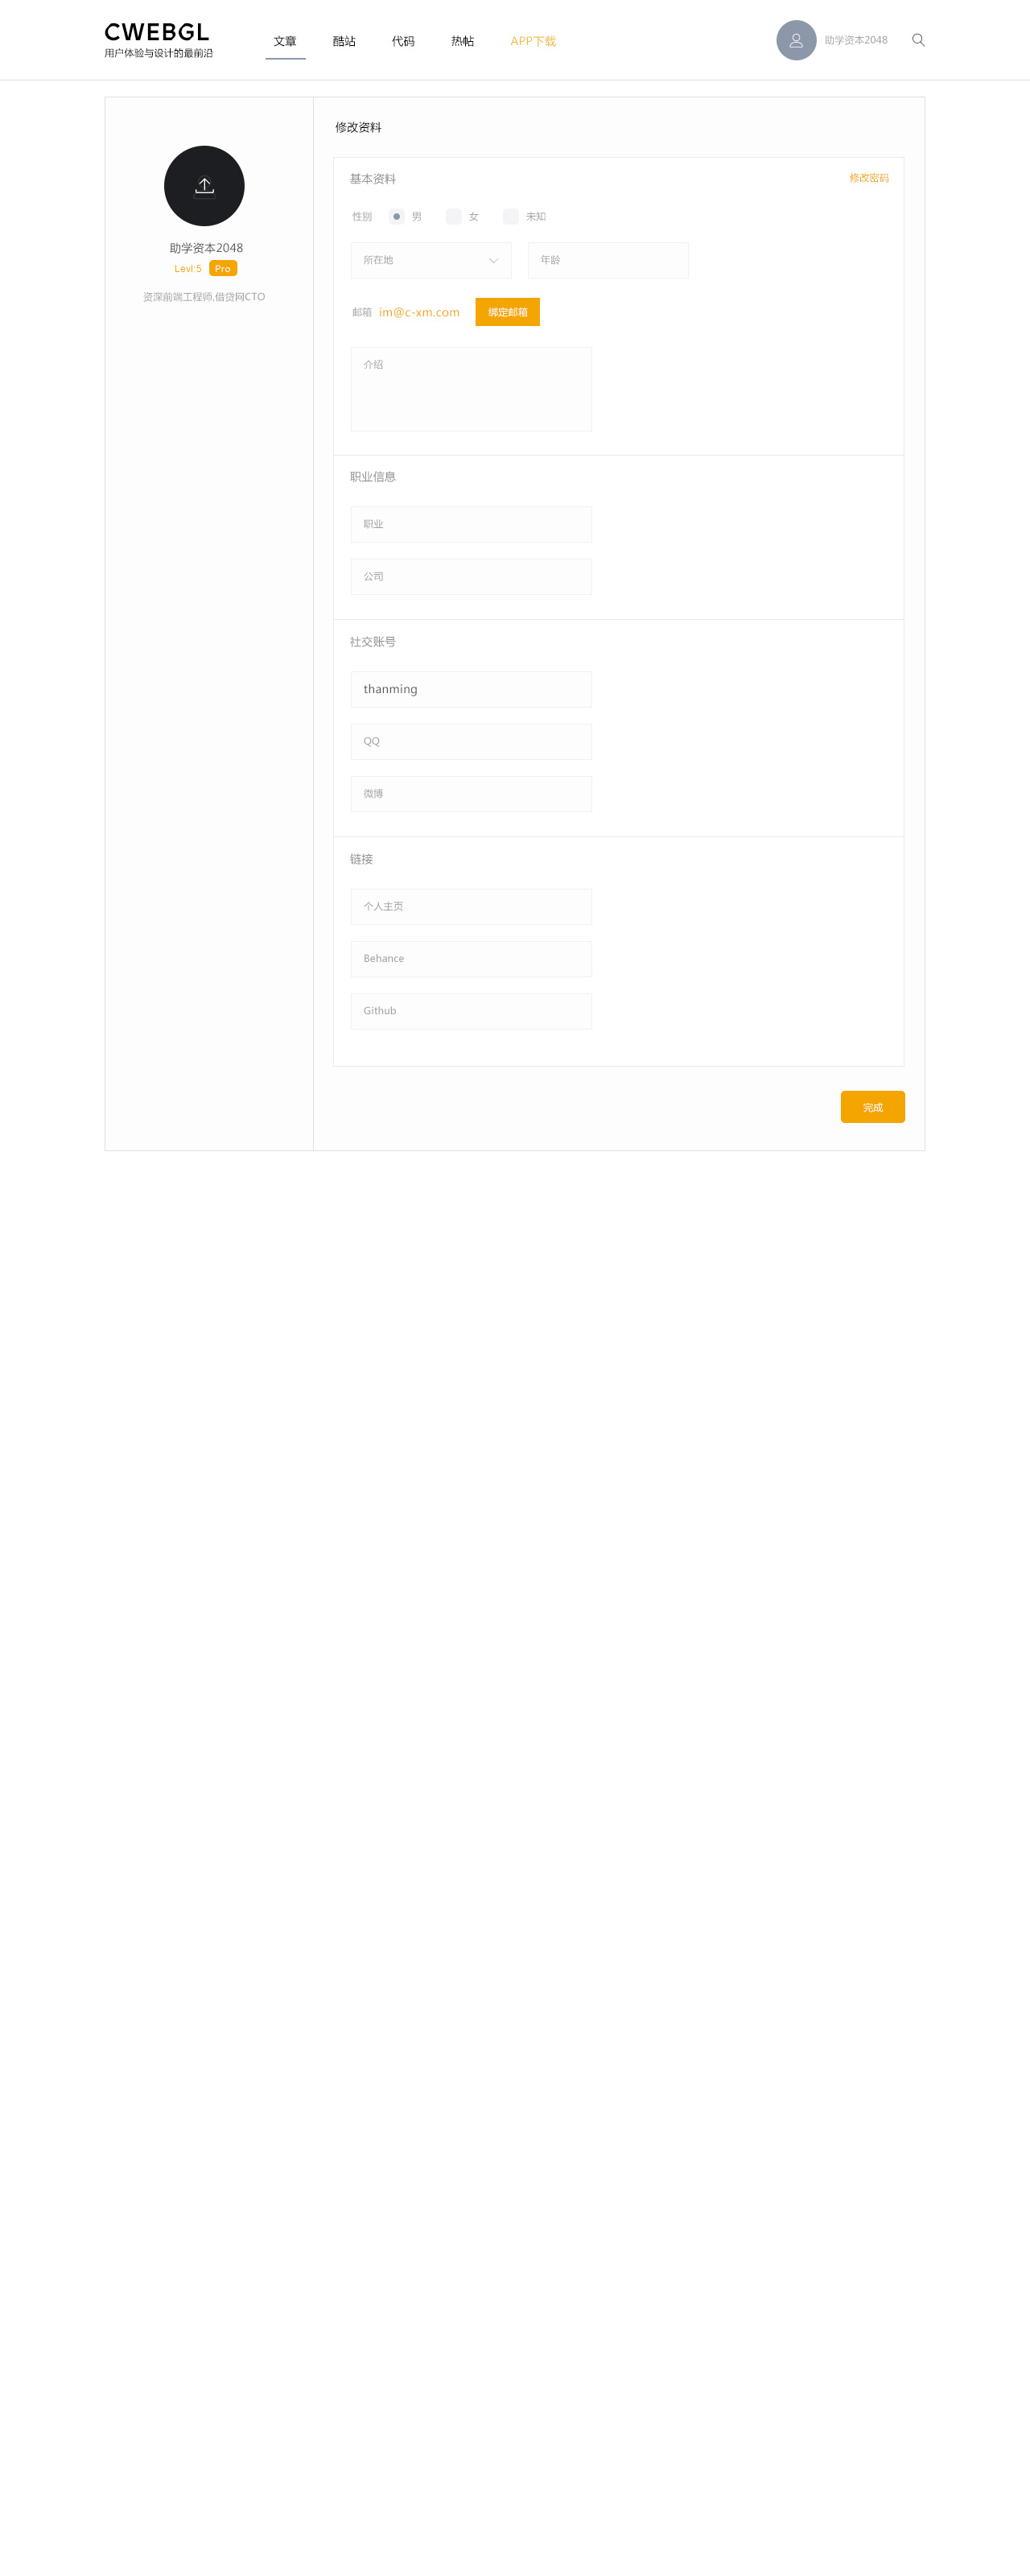 CWEBGL
用户体验与设计的最前沿
文章 酷站 代码 热帖 APP下载
助学资本2048
助学资本2048
Levl:5 Pro
资深前端工程师,借贷网CTO
修改资料
基本资料 修改密码
性别 男 女 未知
所在地 年龄
邮箱 im@c-xm.com 绑定邮箱
介绍
职业信息
职业
公司
社交账号
thanming
QQ
微博
链接
个人主页
Behance
Github
完成